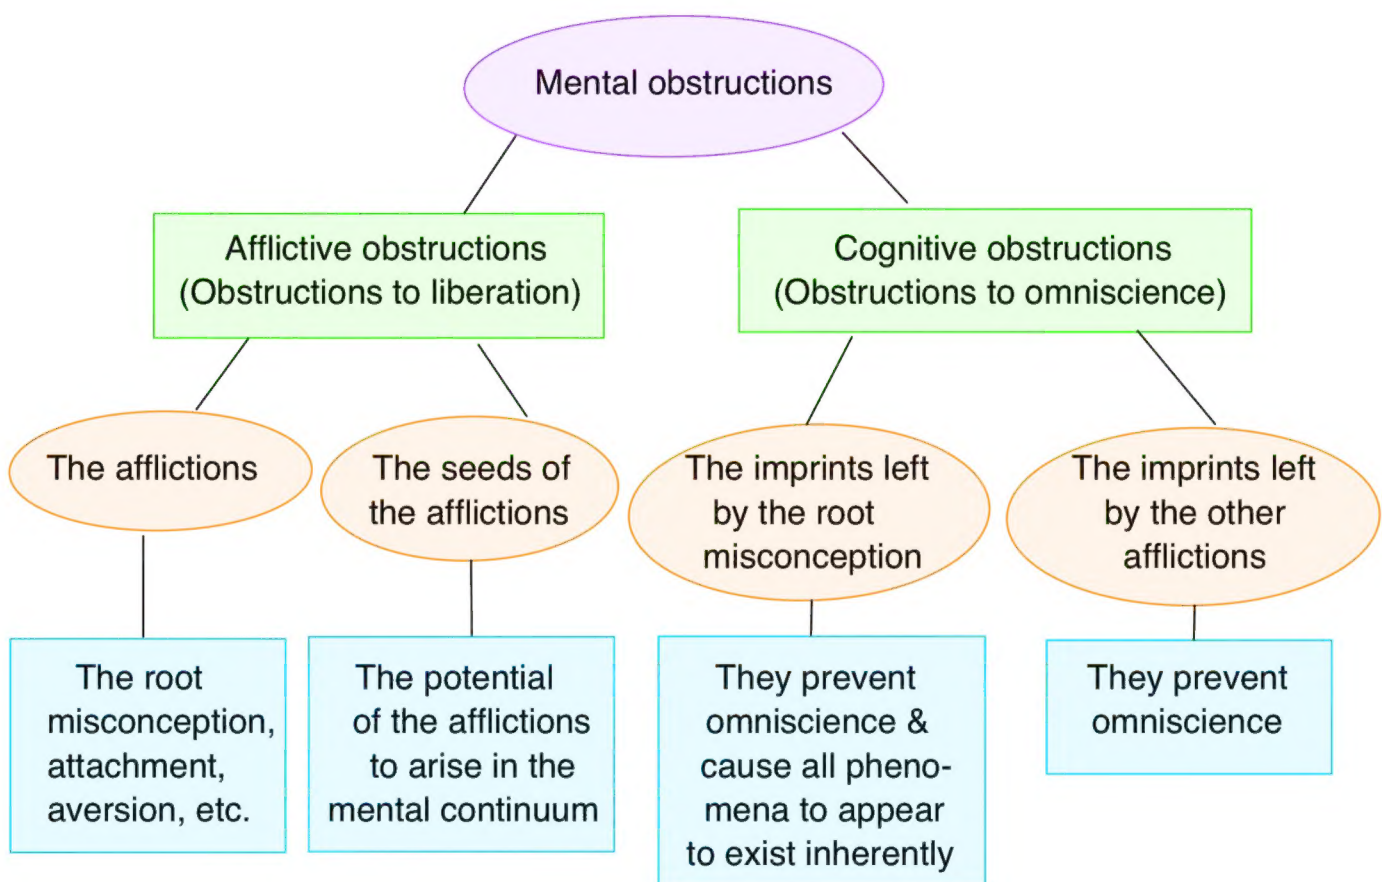 Mental obstructions
Afflictive obstructions
(Obstructions to liberation)
Cognitive obstructions
(Obstructions to omniscience)
The afflictions
The seeds of
the afflictions
The imprints left
by the root
misconception
The imprints left
by the other
afflictions
The root
misconception,
attachment,
aversion, etc.
The potential
of the afflictions
to arise in the
mental continuum
They prevent
omniscience &
cause all pheno-
mena to appear
to exist inherently
They prevent
omniscience